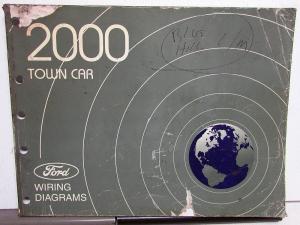 2000
TOWN CAR
Ford
WIRING
DIAGRAMS